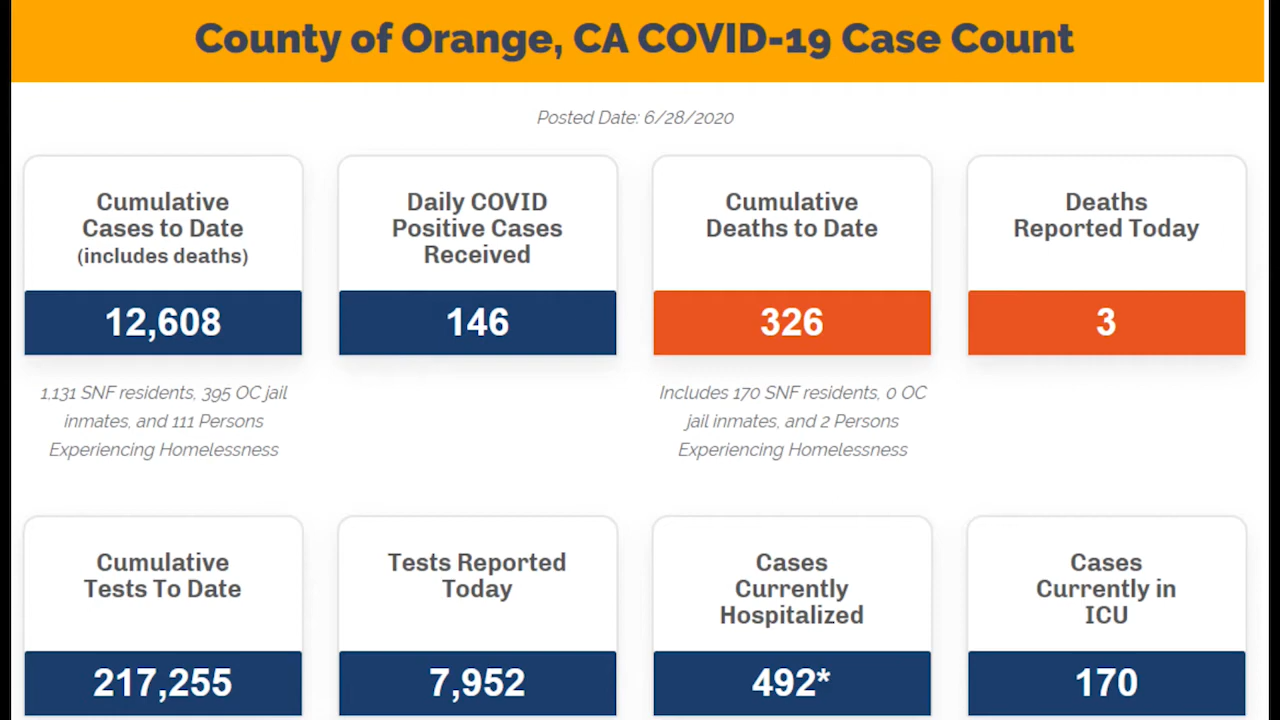 County of Orange, CA COVID-19 Case Count
Posted Date: 6/28/2020
Cumulative
Cases to Date
(includes deaths)
12,608
1,131 SNF residents, 395 OC jail
inmates, and 111 Persons
Experiencing Homelessness
Daily COVID
Positive Cases
Received
146
Cumulative
Deaths to Date
326
Includes 170 SNF residents, 0 OC
jail inmates, and 2 Persons
Experiencing Homelessness
Deaths
Reported Today
3
Cumulative
Tests To Date
217,255
Tests Reported
Today
7,952
Cases
Currently
Hospitalized
492*
Cases
Currently in
ICU
170